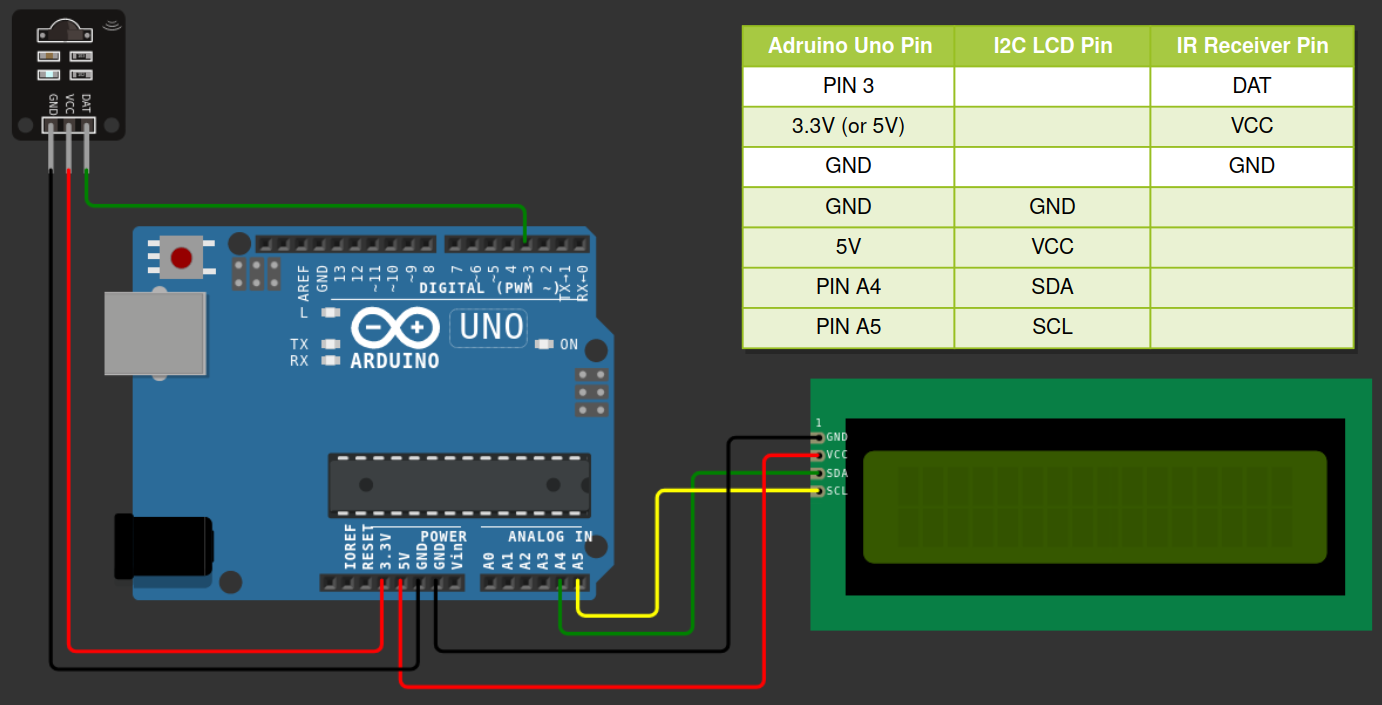 GND
VCC
DAT
Adruino Uno Pin I2C LCD Pin IR Receiver Pin
PIN 3 DAT
3.3V (or 5V) VCC
GND GND
GND GND
5V VCC
PIN A4 SDA
PIN A5 SCL
AREF
GND
13
12
~11
~10
~9
8
7
~6
~5
4
~3
2
TX→1
RX←0
DIGITAL (PWM ~)
L
TX
RX
UNO
ARDUINO
ON
IOREF
RESET
3.3V
5V
GND
GND
Vin
POWER
ANALOG IN
A0
A1
A2
A3
A4
A5
1
GND
VCC
SDA
SCL